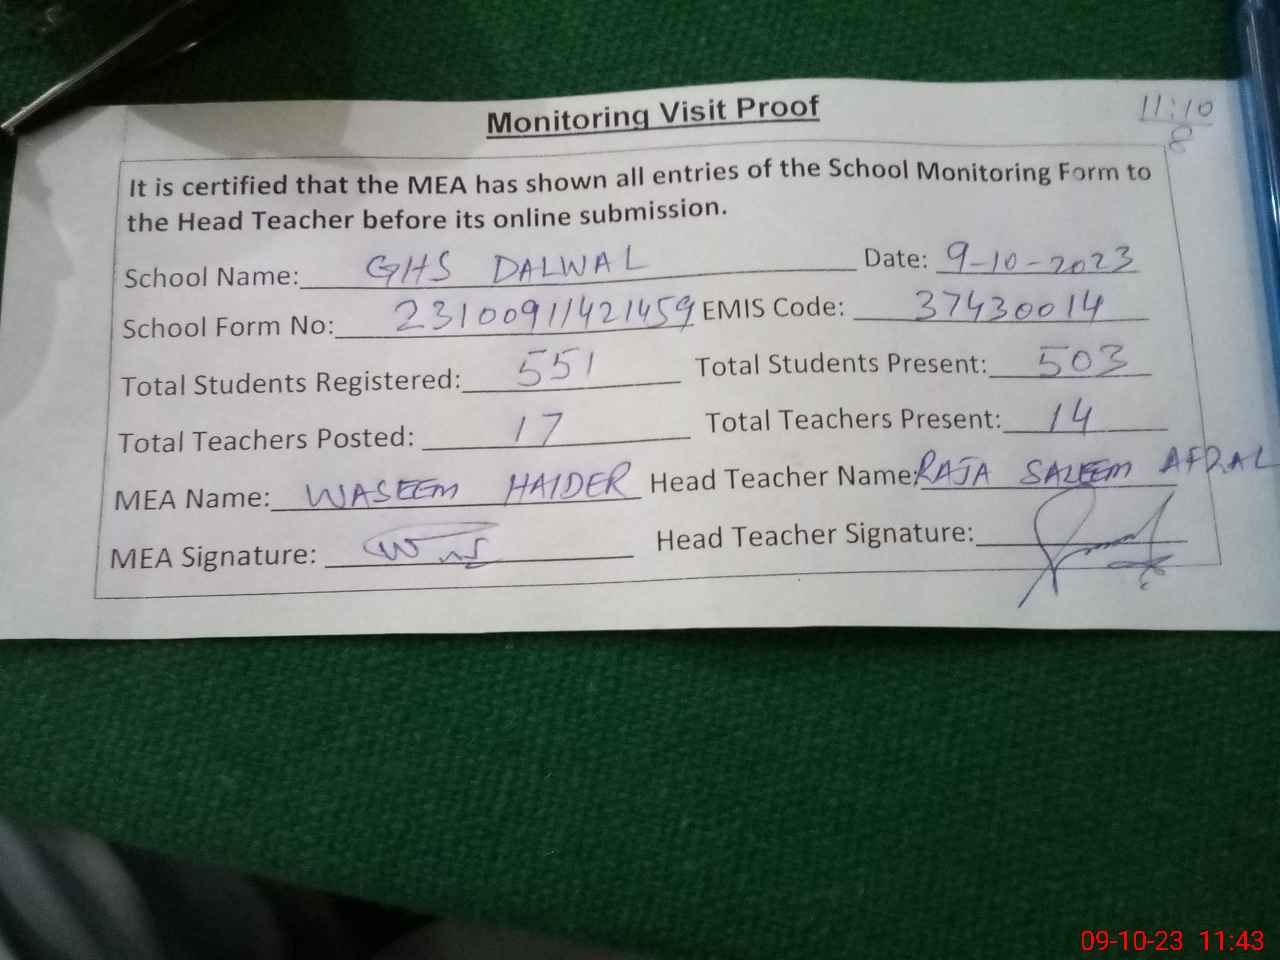 Monitoring Visit Proof
11:10
8
It is certified that the MEA has shown all entries of the School Monitoring Form to
the Head Teacher before its online submission.
School Name: GHS DALWAL Date: 9-10-2023
School Form No: 23100911421459 EMIS Code: 37430014
Total Students Registered: 551 Total Students Present: 503
Total Teachers Posted: 17 Total Teachers Present: 14
MEA Name: WASEEM HAIDER Head Teacher Name: RAJA SALEEM
MEA Signature: Head Teacher Signature:
09-10-23 11:43